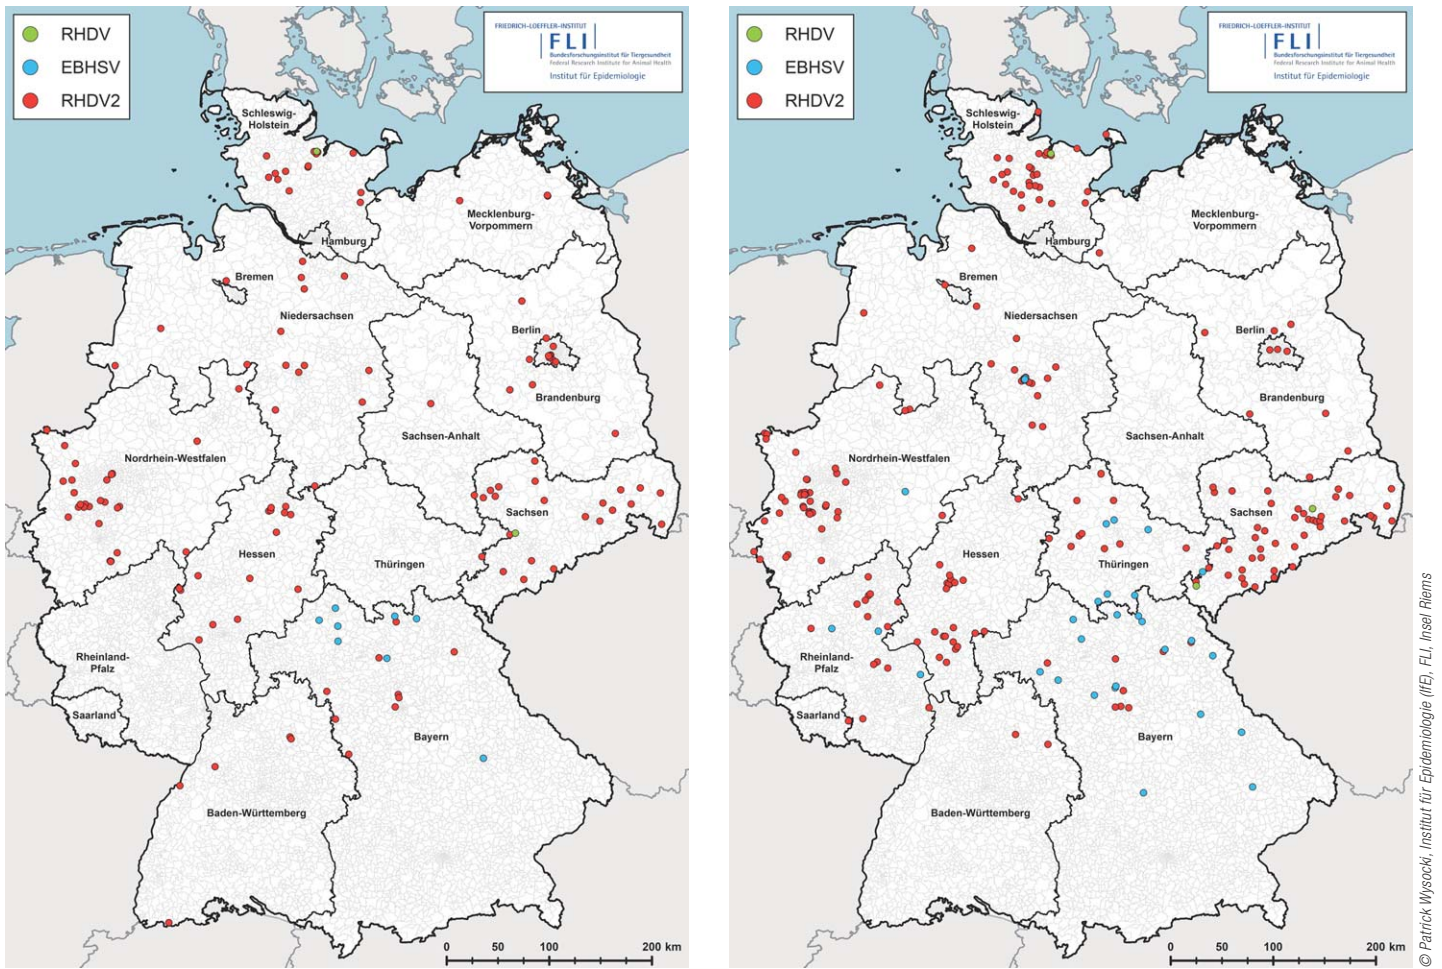 RHDV
EBHSV
RHDV2
FRIEDRICH-LOEFFLER-INSTITUT
FLI
Bundesforschungsinstitut für Tiergesundheit
Federal Research Institute for Animal Health
Institut für Epidemiologie
Schleswig-
Holstein
Mecklenburg-
Vorpommern
Hamburg
Bremen
Niedersachsen
Berlin
Brandenburg
Sachsen-Anhalt
Nordrhein-Westfalen
Sachsen
Hessen
Thüringen
Rheinland-
Pfalz
Saarland
Bayern
Baden-Württemberg
0 50 100 200 km
RHDV
EBHSV
RHDV2
FRIEDRICH-LOEFFLER-INSTITUT
FLI
Bundesforschungsinstitut für Tiergesundheit
Federal Research Institute for Animal Health
Institut für Epidemiologie
Schleswig-
Holstein
Mecklenburg-
Vorpommern
Hamburg
Bremen
Niedersachsen
Berlin
Brandenburg
Sachsen-Anhalt
Nordrhein-Westfalen
Sachsen
Hessen
Thüringen
Rheinland-
Pfalz
Saarland
Bayern
Baden-Württemberg
0 50 100 200 km
© Patrick Wysocki, Institut für Epidemiologie (IfE), FLI, Insel Riems